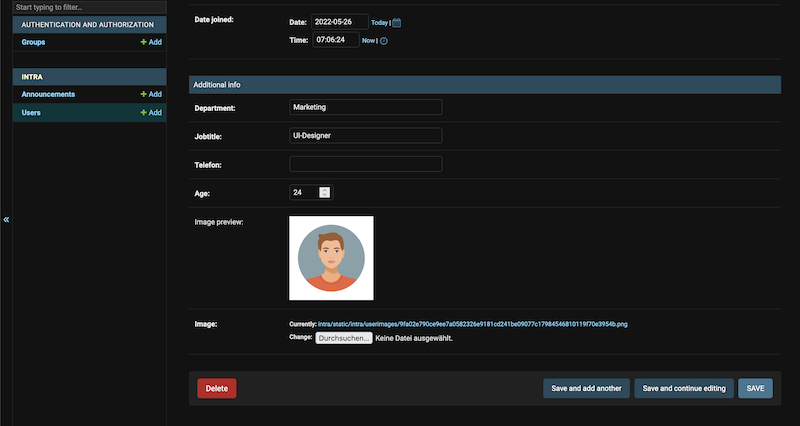 Start typing to filter...
AUTHENTICATION AND AUTHORIZATION
Groups + Add
INTRA
Announcements + Add
Users + Add
«
Date joined: Date: 2022-05-26 Today |
Time: 07:06:24 Now |
Additional info
Department: Marketing
Jobtitle: UI-Designer
Telefon:
Age: 24
Image preview:
Image: Currently: intra/static/intra/userimages/9fa02e790ce9ee7a0582326e9181cd241be09077c17984546810119f70e3954b.png
Change: Durchsuchen... Keine Datei ausgewählt.
Delete Save and add another Save and continue editing SAVE